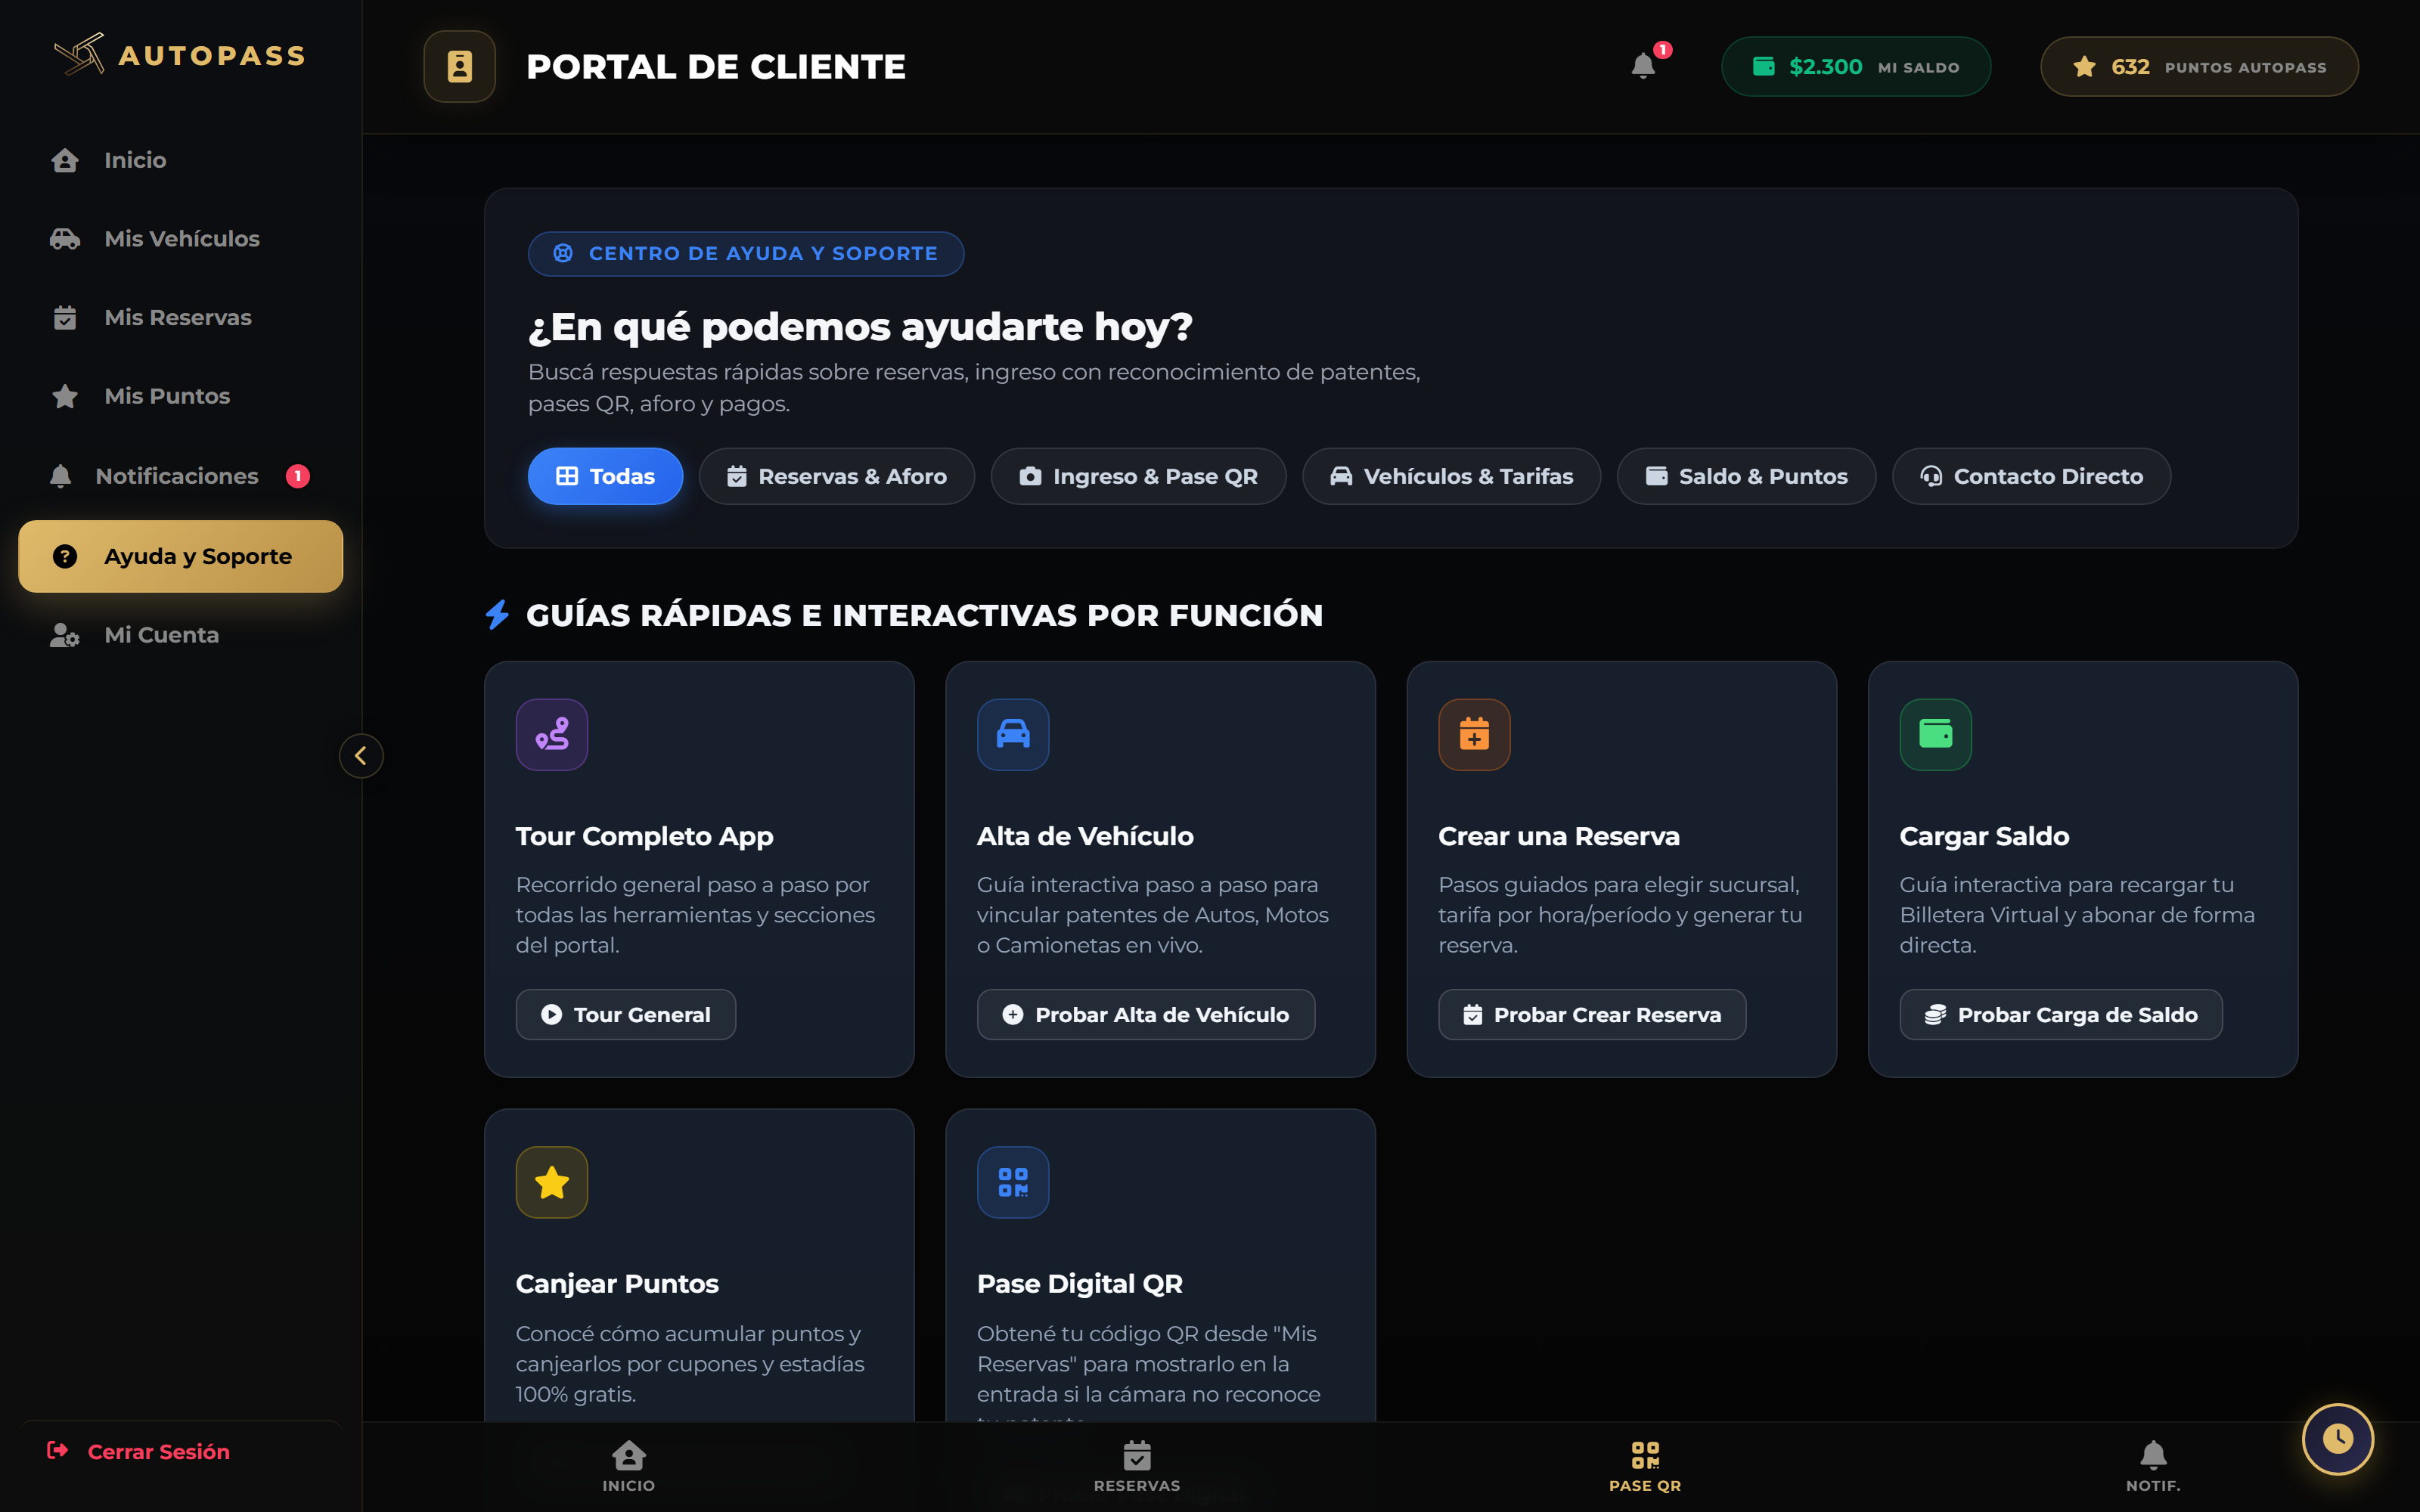 AUTOPASS
Inicio
Mis Vehículos
Mis Reservas
Mis Puntos
Notificaciones 1
Ayuda y Soporte
Mi Cuenta
Cerrar Sesión
PORTAL DE CLIENTE
1
$2.300 MI SALDO
632 PUNTOS AUTOPASS
CENTRO DE AYUDA Y SOPORTE
¿En qué podemos ayudarte hoy?
Buscá respuestas rápidas sobre reservas, ingreso con reconocimiento de patentes,
pases QR, aforo y pagos.
Todas
Reservas & Aforo
Ingreso & Pase QR
Vehículos & Tarifas
Saldo & Puntos
Contacto Directo
GUÍAS RÁPIDAS E INTERACTIVAS POR FUNCIÓN
Tour Completo App
Recorrido general paso a paso por
todas las herramientas y secciones
del portal.
Tour General
Alta de Vehículo
Guía interactiva paso a paso para
vincular patentes de Autos, Motos
o Camionetas en vivo.
Probar Alta de Vehículo
Crear una Reserva
Pasos guiados para elegir sucursal,
tarifa por hora/período y generar tu
reserva.
Probar Crear Reserva
Cargar Saldo
Guía interactiva para recargar tu
Billetera Virtual y abonar de forma
directa.
Probar Carga de Saldo
Canjear Puntos
Conocé cómo acumular puntos y
canjearlos por cupones y estadías
100% gratis.
Pase Digital QR
Obtené tu código QR desde "Mis
Reservas" para mostrarlo en la
entrada si la cámara no reconoce
INICIO
RESERVAS
PASE QR
NOTIF.